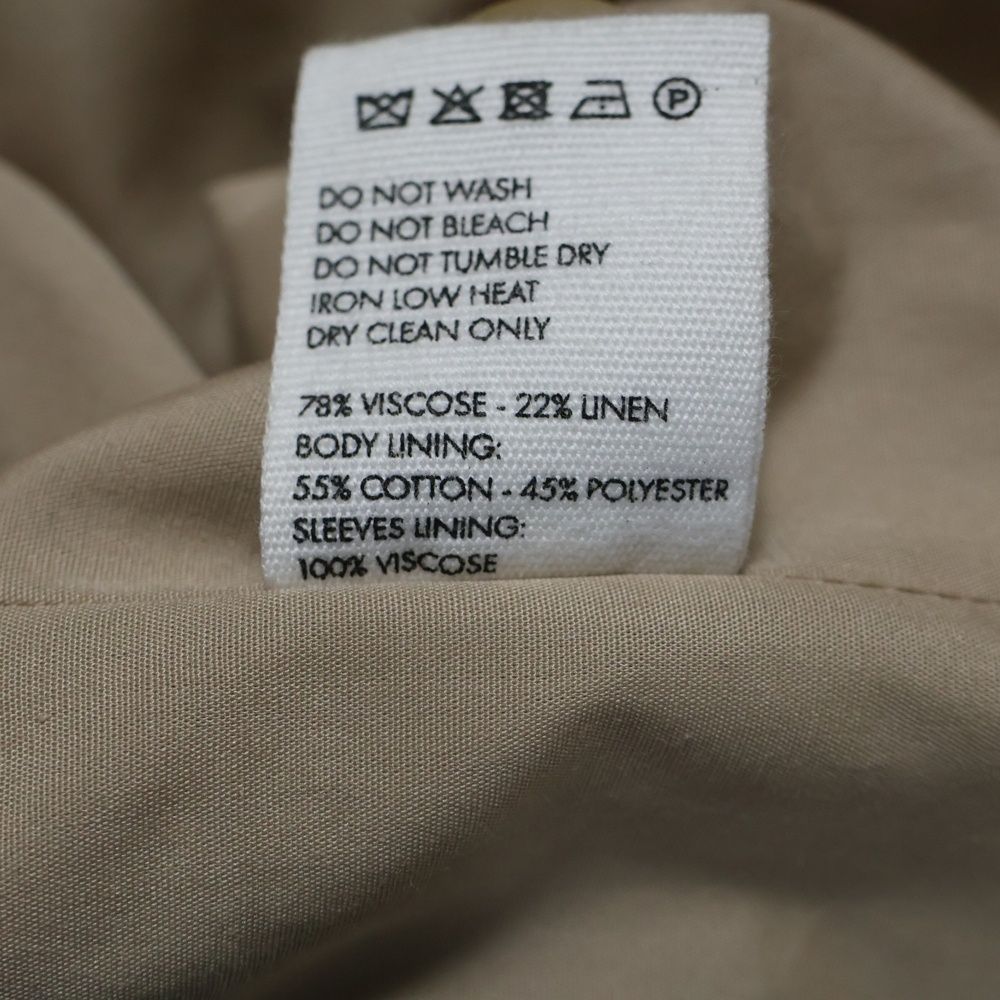 P
DO NOT WASH
DO NOT BLEACH
DO NOT TUMBLE DRY
IRON LOW HEAT
DRY CLEAN ONLY
78% VISCOSE - 22% LINEN
BODY LINING:
55% COTTON - 45% POLYESTER
SLEEVES LINING:
100% VISCOSE